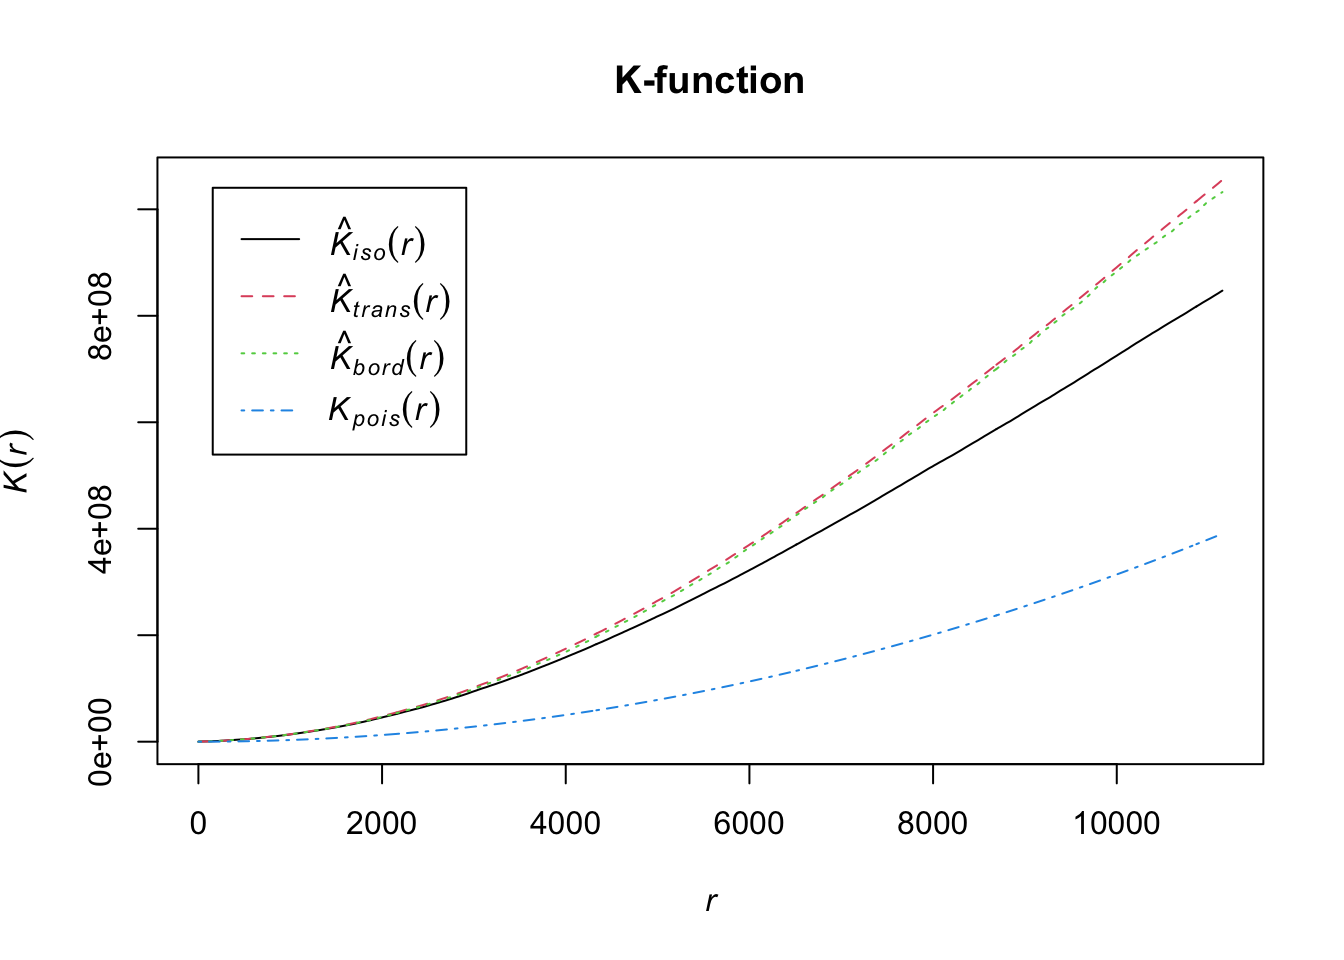 K-function
K̂iso(r)
K̂trans(r)
K̂bord(r)
Kpois(r)
K(r)
8e+08
4e+08
0e+00
0 2000 4000 6000 8000 10000
r